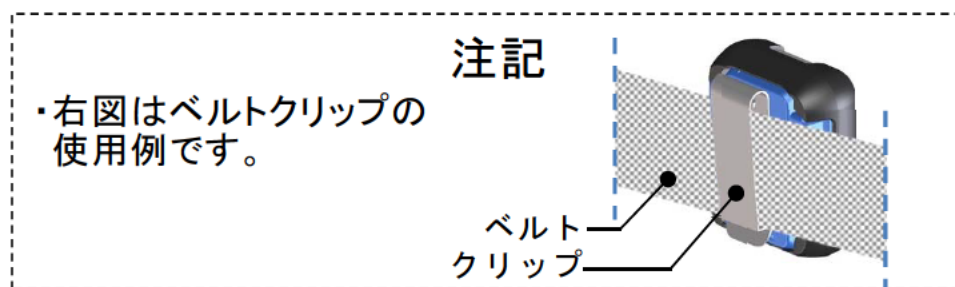 注記
・右図はベルトクリップの
使用例です。
ベルト
クリップ